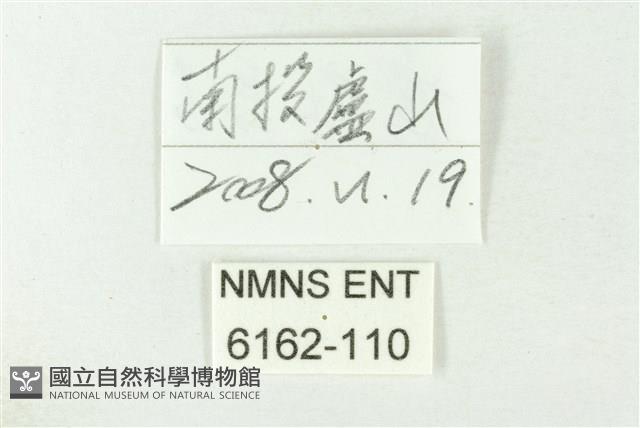 南投盧山
2008.VI.19.
NMNS ENT
6162-110
國立自然科學博物館
NATIONAL MUSEUM OF NATURAL SCIENCE